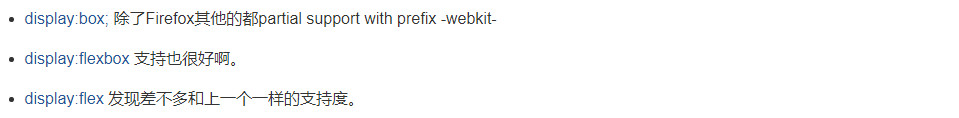 display:box; 除了Firefox其他的都partial support with prefix -webkit-
display:flexbox 支持也很好啊。
display:flex 发现差不多和上一个一样的支持度。